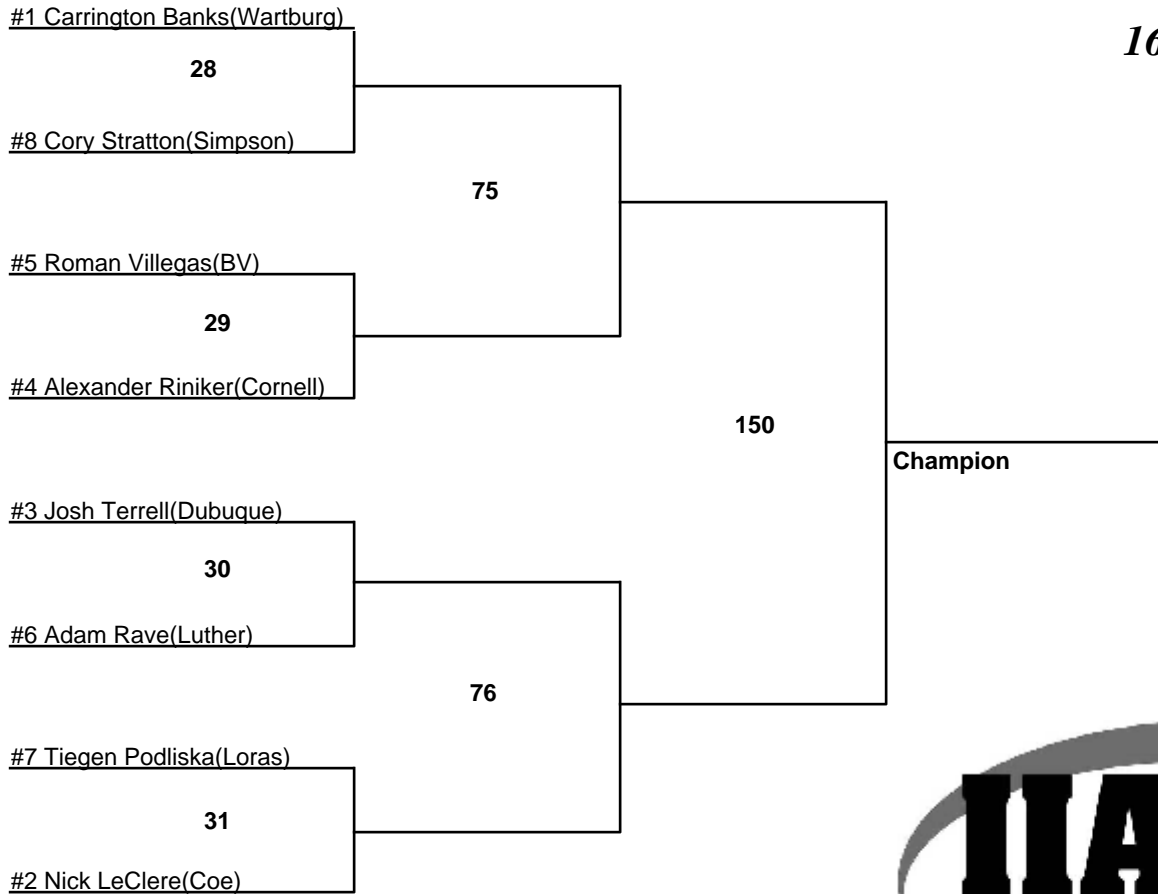 #1 Carrington Banks(Wartburg)
16
28
#8 Cory Stratton(Simpson)
75
#5 Roman Villegas(BV)
29
#4 Alexander Riniker(Cornell)
150
Champion
#3 Josh Terrell(Dubuque)
30
#6 Adam Rave(Luther)
76
#7 Tiegen Podliska(Loras)
31
#2 Nick LeClere(Coe)
IIA